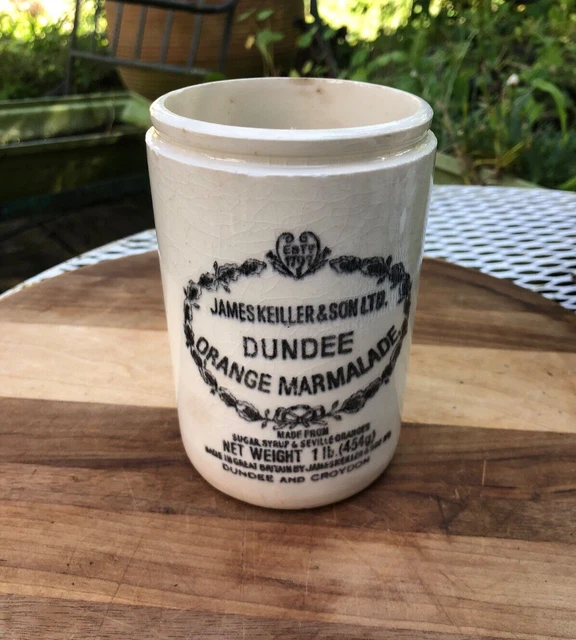 ESTD
1797
JAMES KEILLER & SON LTD.
DUNDEE
ORANGE MARMALADE
MADE FROM
SUGAR, SYRUP & SEVILLE ORANGES
NET WEIGHT 1 lb. (454g)
MADE IN GREAT BRITAIN BY JAMES KEILLER & SON LTD
DUNDEE AND CROYDON